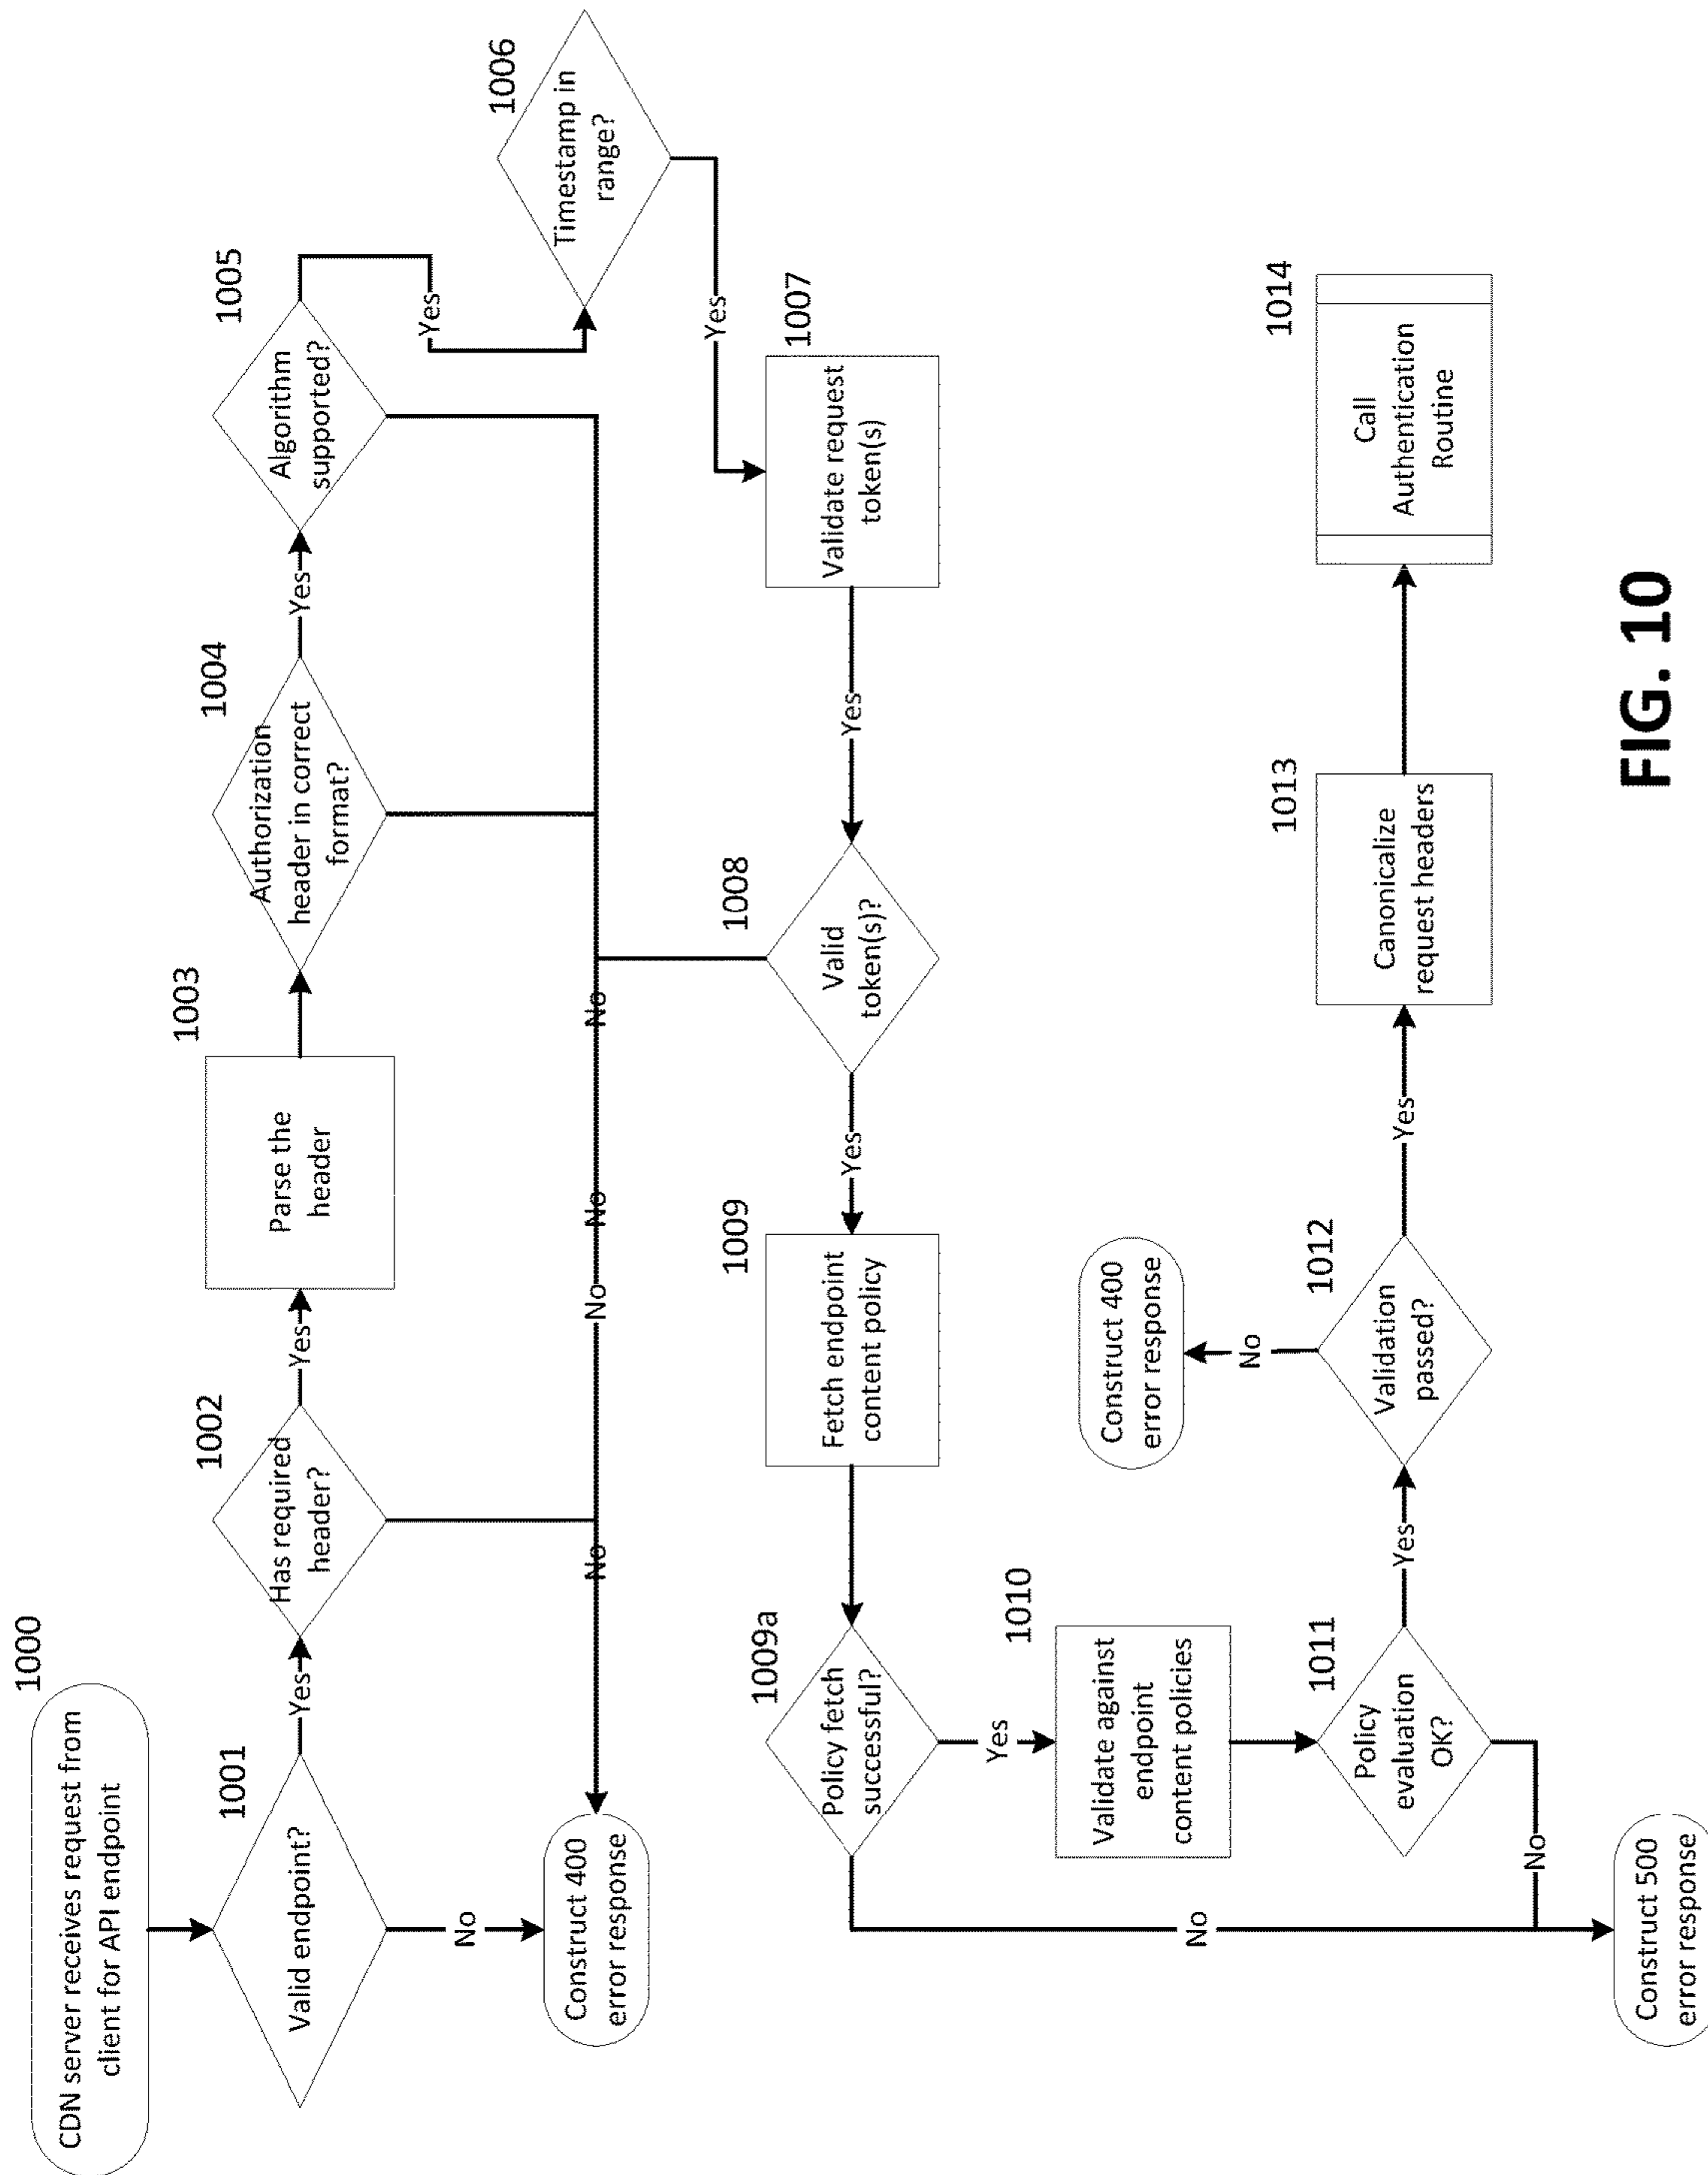 1000
CDN server receives request from
client for API endpoint
1001
Valid endpoint?
Yes
No
1002
Has required
header?
Yes
No
1003
Parse the
header
1004
Authorization
header in correct
format?
Yes
No
1005
Algorithm
supported?
Yes
No
1006
Timestamp in
range?
Yes
Construct 400
error response
1007
Validate request
token(s)
Yes
1008
Valid
token(s)?
No
Yes
1009
Fetch endpoint
content policy
1009a
Policy fetch
successful?
Yes
No
1010
Validate against
endpoint
content policies
1011
Policy
evaluation
OK?
Yes
No
Construct 500
error response
1012
Validation
passed?
No
Construct 400
error response
Yes
1013
Canonicalize
request headers
1014
Call
Authentication
Routine
FIG. 10